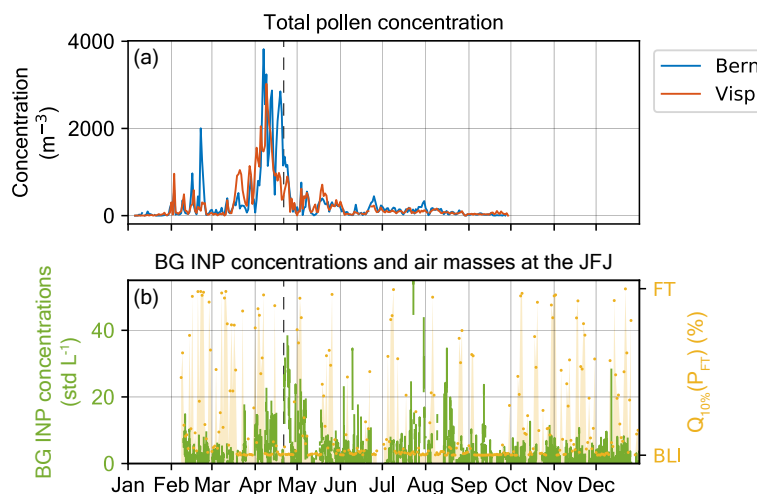 Total pollen concentration
(a)
4000
2000
0
Concentration
(m⁻³)
Bern
Visp
BG INP concentrations and air masses at the JFJ
(b)
40
20
0
BG INP concentrations
(std L⁻¹)
FT
BLI
Q₁₀%(P_FT) (%)
Jan Feb Mar Apr May Jun Jul Aug Sep Oct Nov Dec